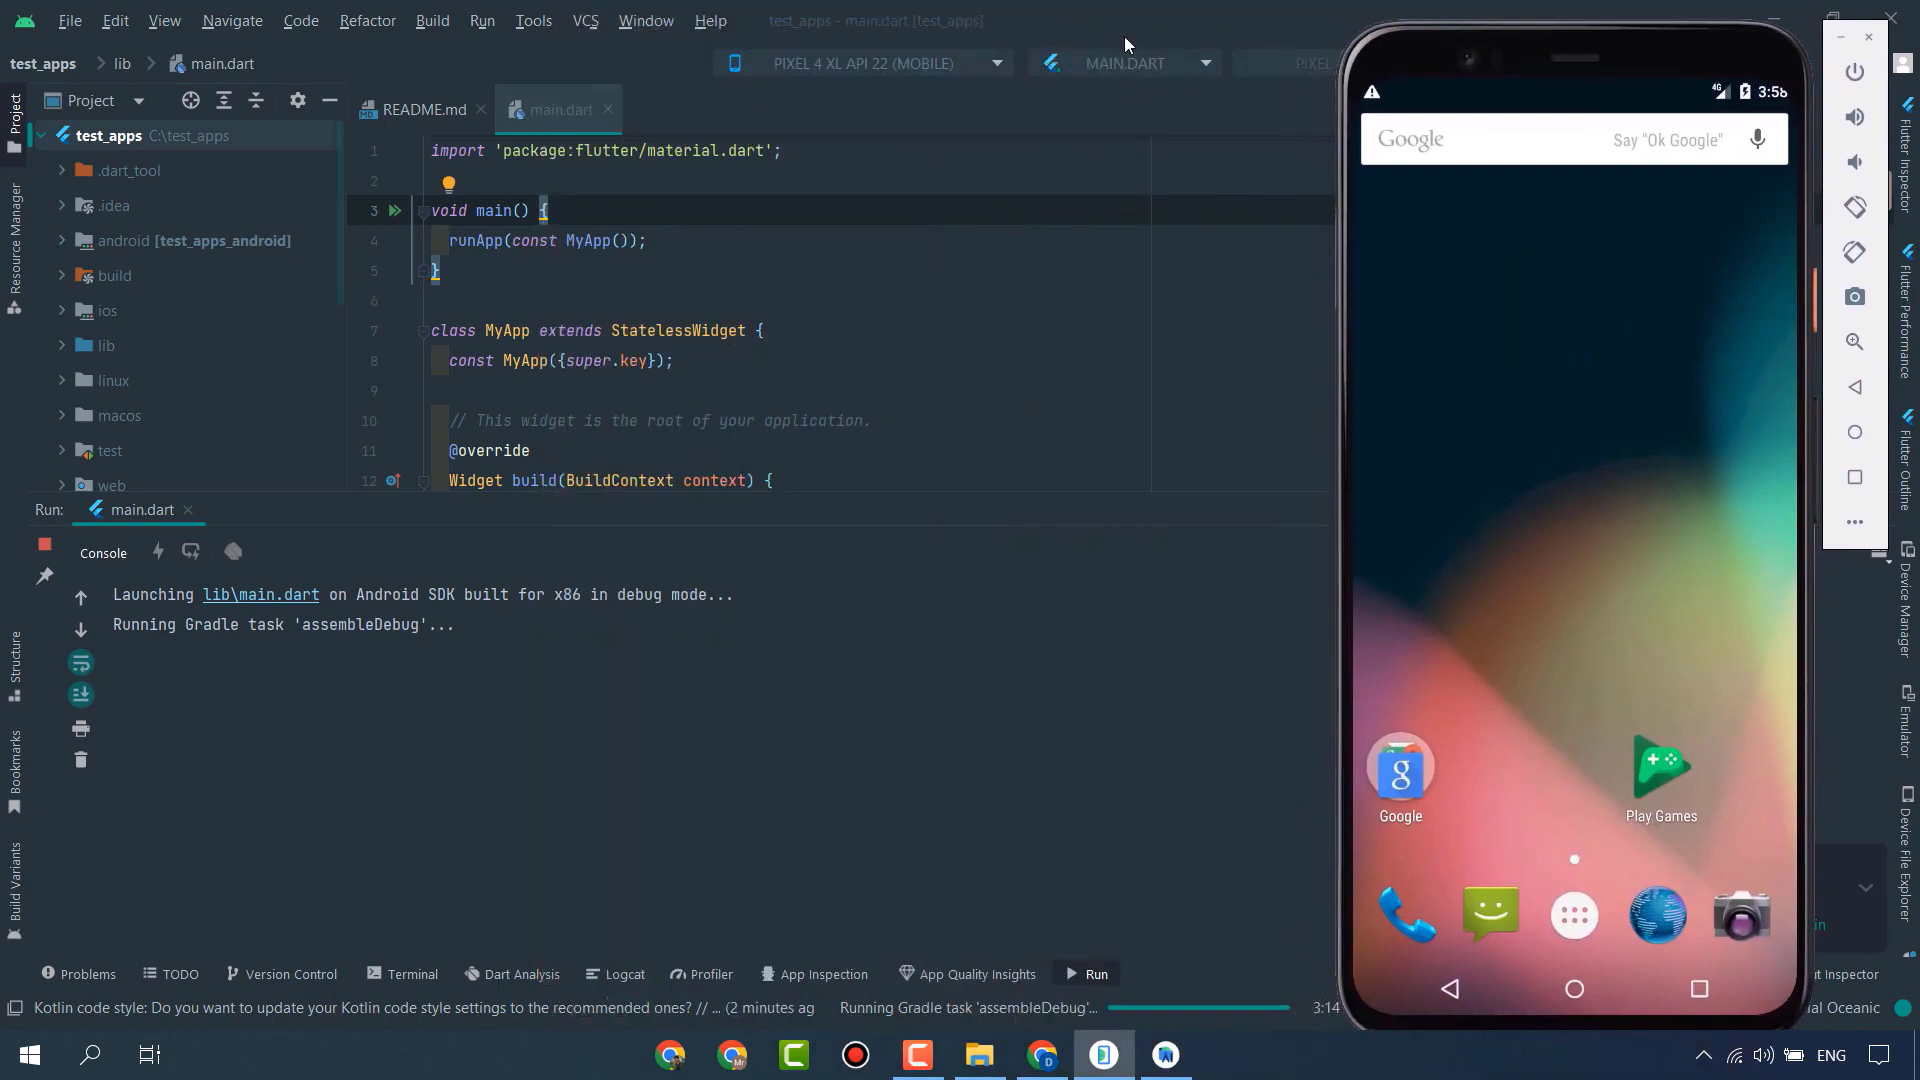 File Edit View Navigate Code Refactor Build Run Tools VCS Window Help test_apps - main.dart [test_apps]
test_apps lib main.dart PIXEL 4 XL API 22 (MOBILE) MAIN.DART PIXEL
Project
README.md main.dart
test_apps C:\test_apps
.dart_tool
.idea
android [test_apps_android]
build
ios
lib
linux
macos
test
web
1 import 'package:flutter/material.dart';
2
3 void main() {
4 runApp(const MyApp());
5 }
6
7 class MyApp extends StatelessWidget {
8 const MyApp({super.key});
9
10 // This widget is the root of your application.
11 @override
12 Widget build(BuildContext context) {
Run: main.dart
Console
Launching lib\main.dart on Android SDK built for x86 in debug mode...
Running Gradle task 'assembleDebug'...
Project
Resource Manager
Structure
Bookmarks
Build Variants
4G 3:58
Google Say "Ok Google"
Google
Play Games
Flutter Inspector
Flutter Performance
Flutter Outline
Device Manager
Emulator
Device File Explorer
Problems TODO Version Control Terminal Dart Analysis Logcat Profiler App Inspection App Quality Insights Run
Kotlin code style: Do you want to update your Kotlin code style settings to the recommended ones? // ... (2 minutes ag Running Gradle task 'assembleDebug'... 3:14 Oceanic
ENG